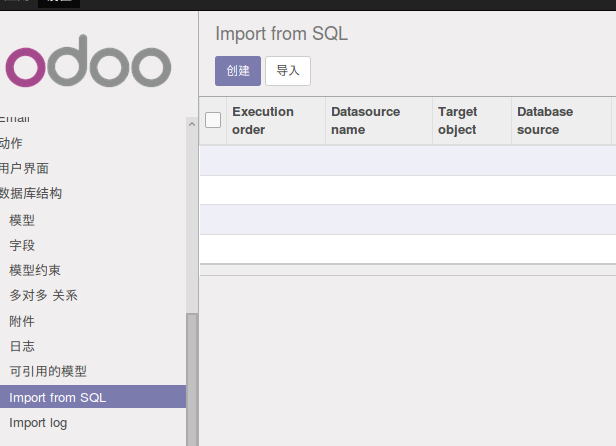 odoo
Email
动作
用户界面
数据库结构
模型
字段
模型约束
多对多 关系
附件
日志
可引用的模型
Import from SQL
Import log
Import from SQL
创建 导入
Execution order Datasource name Target object Database source